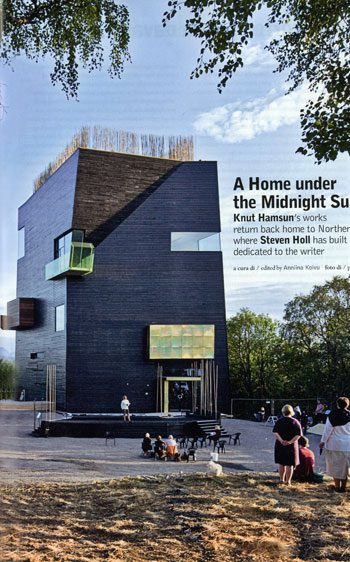 A Home under
the Midnight Su
Knut Hamsun's works
return back home to Norther
where Steven Holl has built
dedicated to the writer
a cura di / edited by Anniina Koivu foto di / p